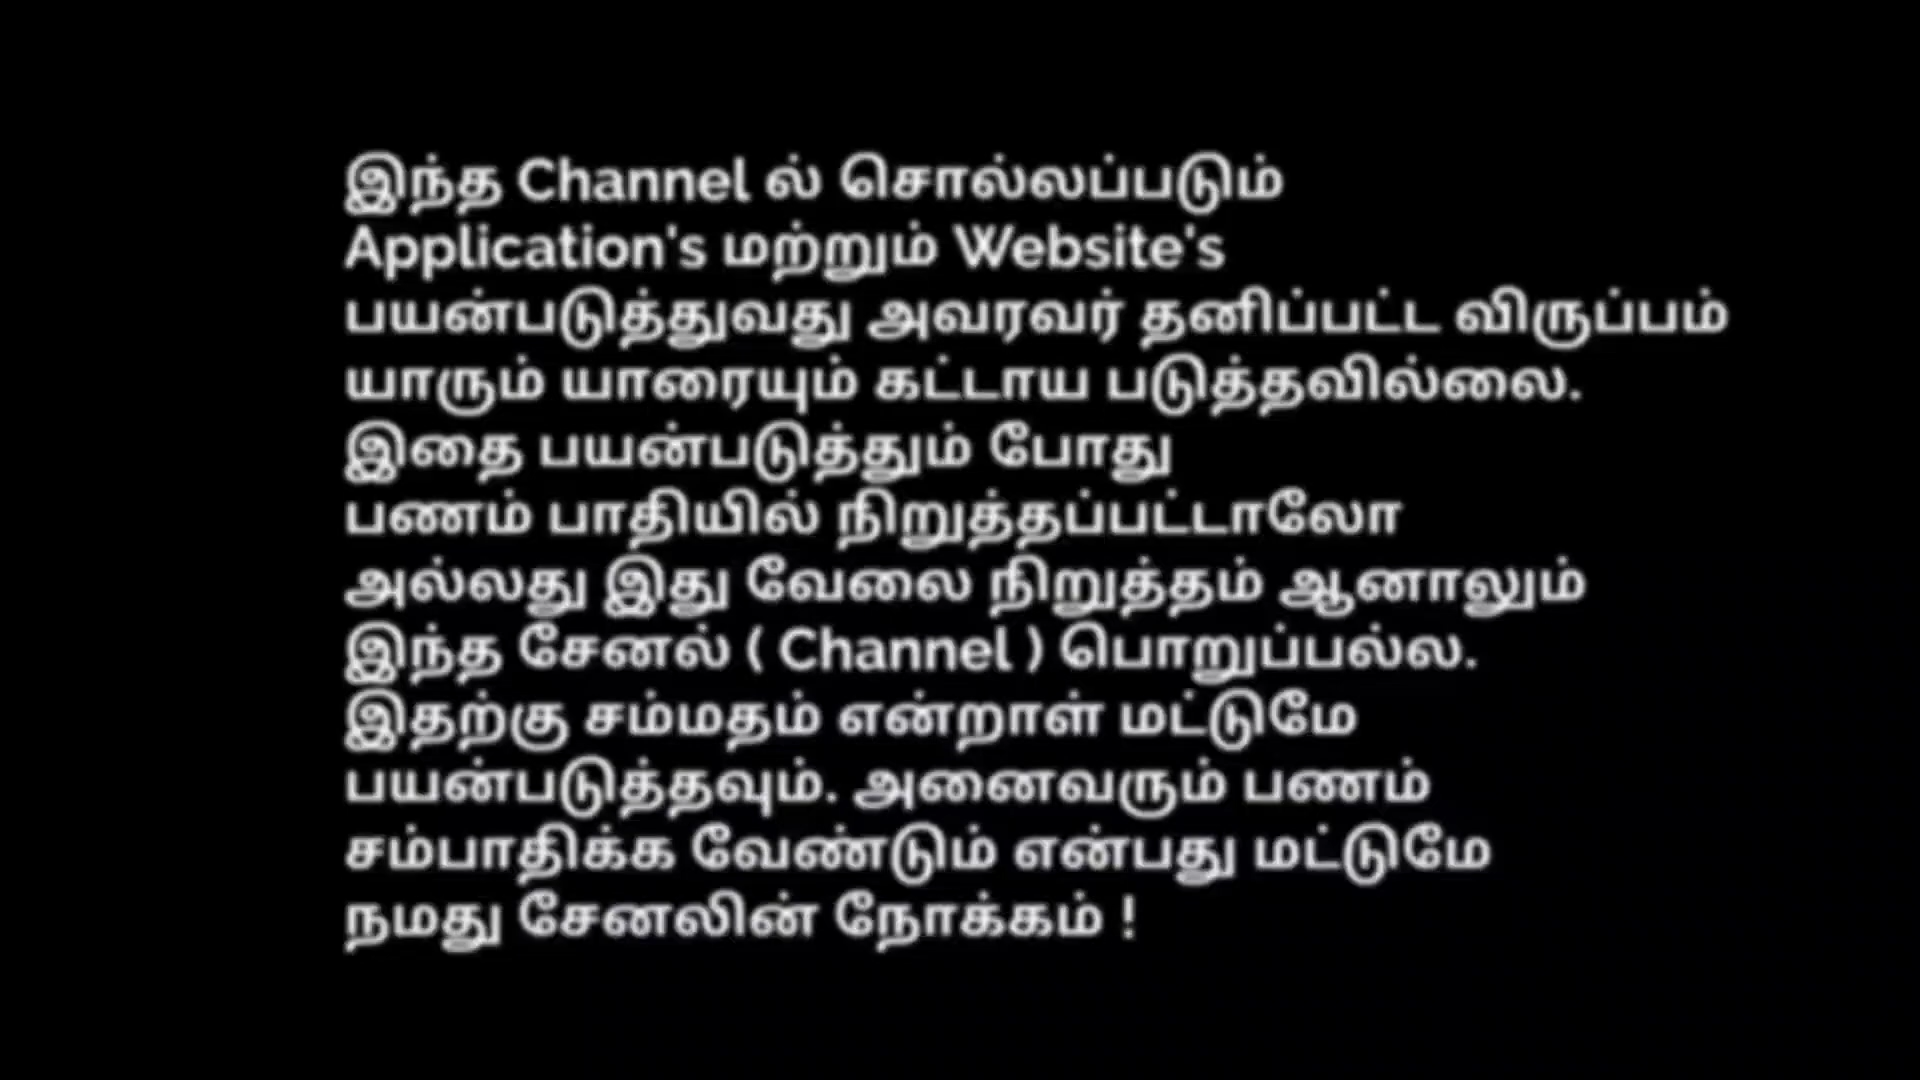 இந்த Channel ல் சொல்லப்படும்
Application's மற்றும் Website's
பயன்படுத்துவது அவரவர் தனிப்பட்ட விருப்பம்
யாரும் யாரையும் கட்டாய படுத்தவில்லை.
இதை பயன்படுத்தும் போது
பணம் பாதியில் நிறுத்தப்பட்டாலோ
அல்லது இது வேலை நிறுத்தம் ஆனாலும்
இந்த சேனல் ( Channel ) பொறுப்பல்ல.
இதற்கு சம்மதம் என்றாள் மட்டுமே
பயன்படுத்தவும். அனைவரும் பணம்
சம்பாதிக்க வேண்டும் என்பது மட்டுமே
நமது சேனலின் நோக்கம் !